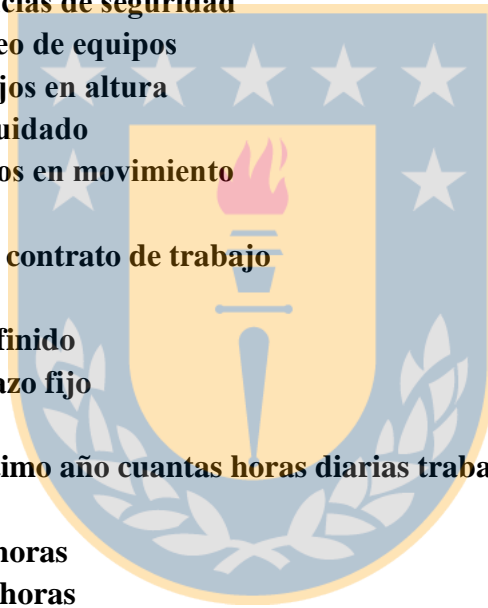 cias de seguridad
eo de equipos
jos en altura
uidado
os en movimiento
contrato de trabajo
finido
azo fijo
timo año cuantas horas diarias traba
horas
horas